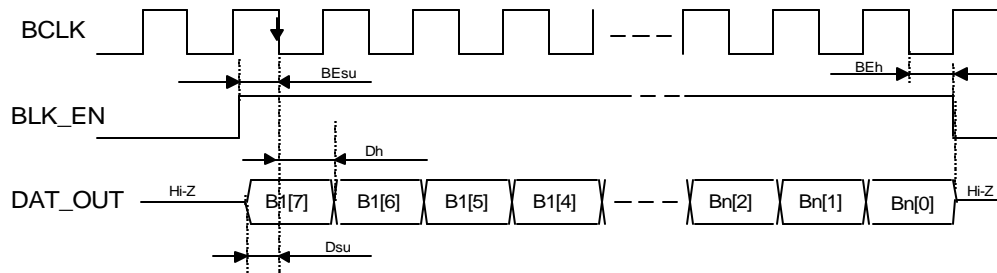 BCLK
BEsu
BEh
BLK_EN
Dh
DAT_OUT
Hi-Z
B1[7]
B1[6]
B1[5]
B1[4]
Bn[2]
Bn[1]
Bn[0]
Hi-Z
Dsu